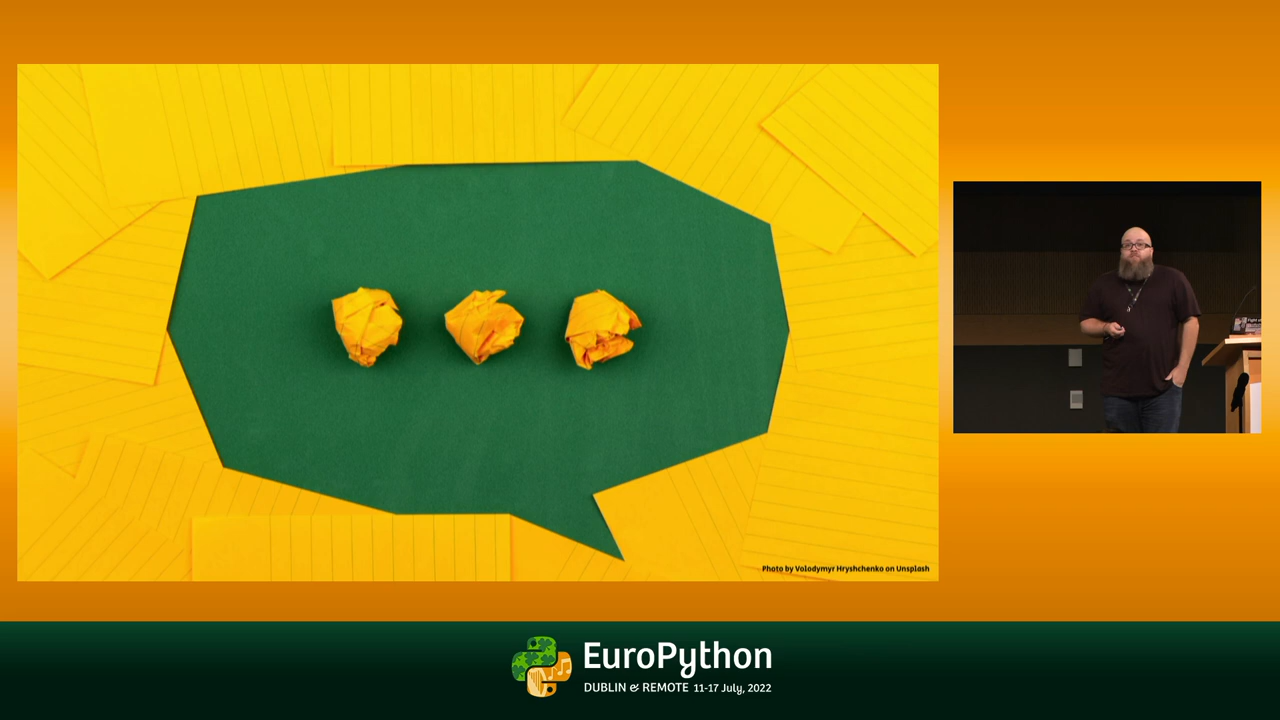 Photo by Volodymyr Hryshchenko on Unsplash
EuroPython
DUBLIN & REMOTE 11-17 July, 2022